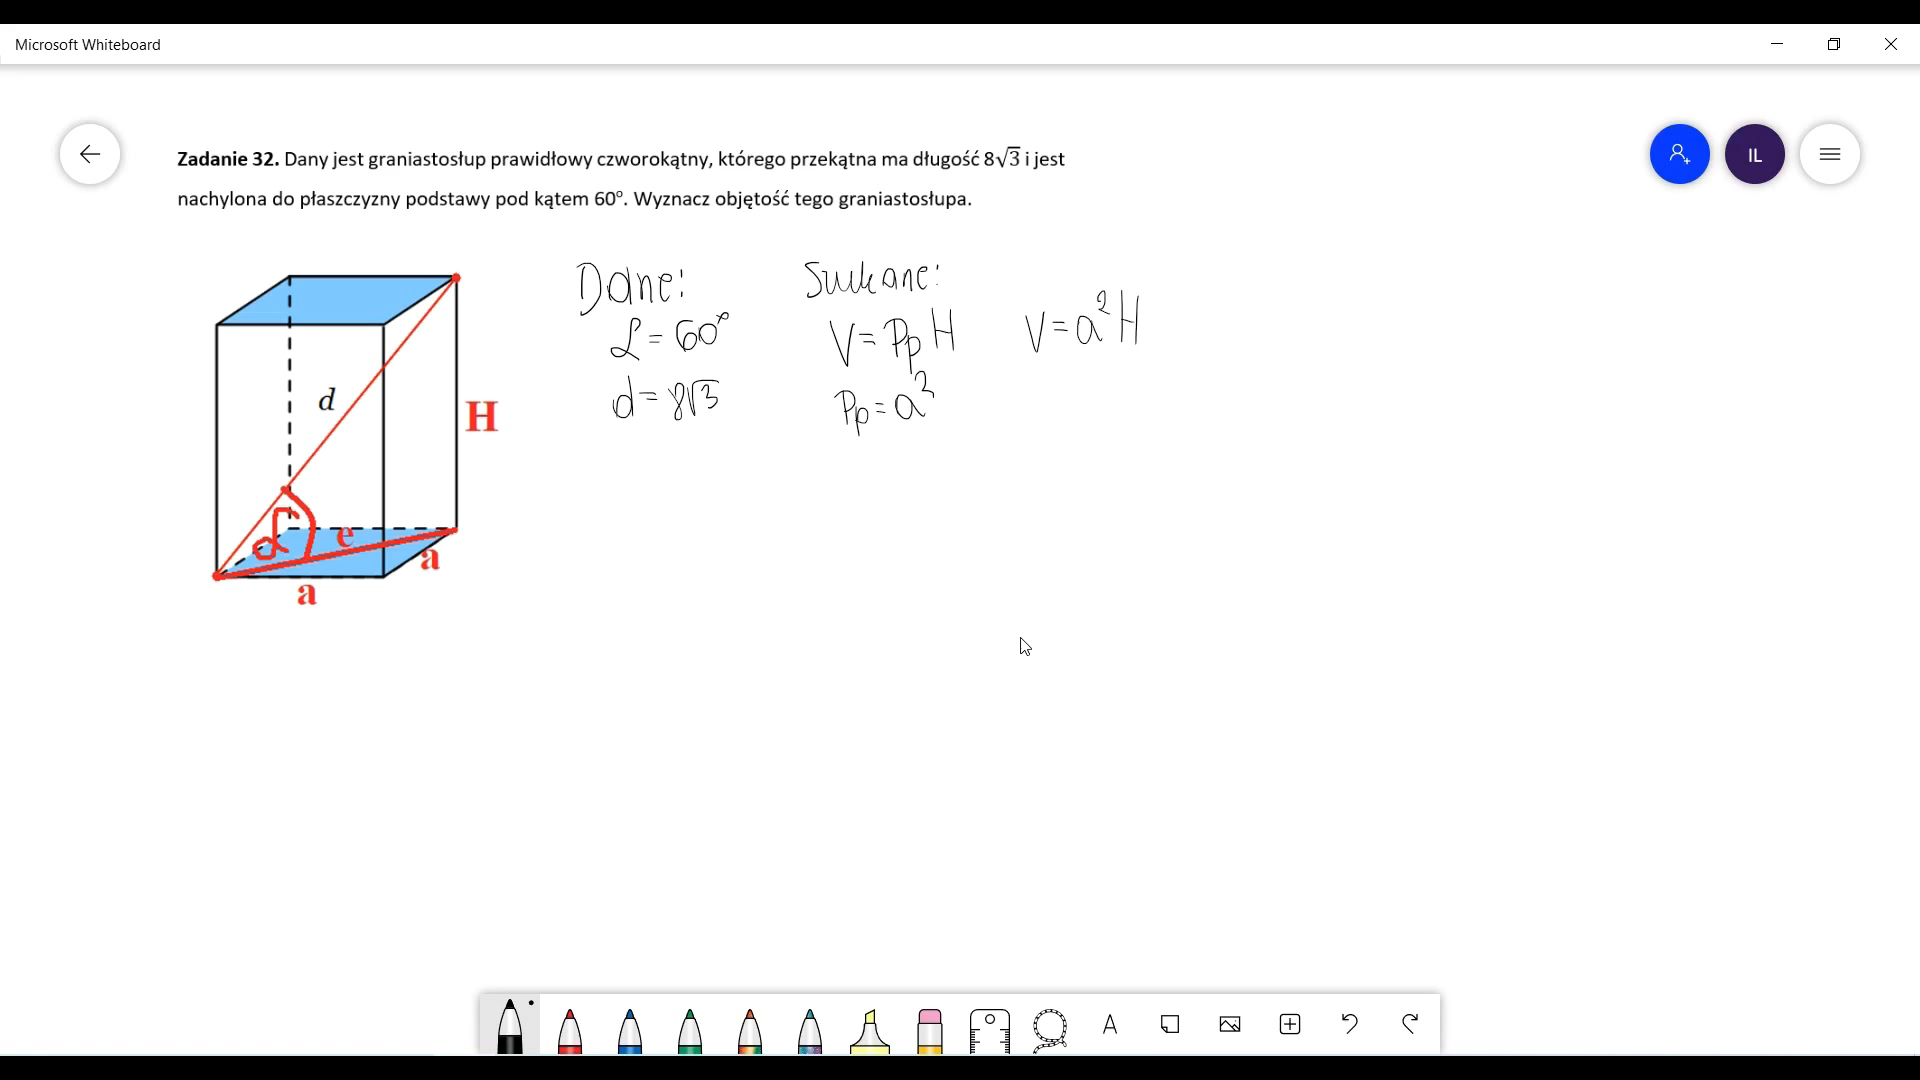 Microsoft Whiteboard
IL
Zadanie 32. Dany jest graniastosłup prawidłowy czworokątny, którego przekątna ma długość 8√3 i jest
nachylona do płaszczyzny podstawy pod kątem 60°. Wyznacz objętość tego graniastosłupa.
Dane:
α = 60°
d = 8√3
Szukane:
V = Pp H
Pp = a²
V = a² H
d
H
α
e
a
a
A